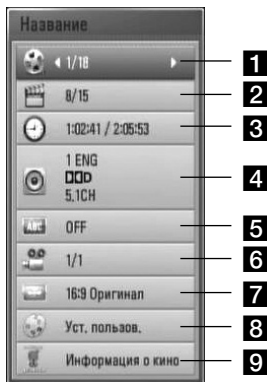 Название
1/18
1
8/15
2
1:02:41 / 2:05:53
3
1 ENG
D
5.1CH
4
ABC
OFF
5
1/1
6
16:9 Оригинал
7
Уст. пользов.
8
Информация о кино
9